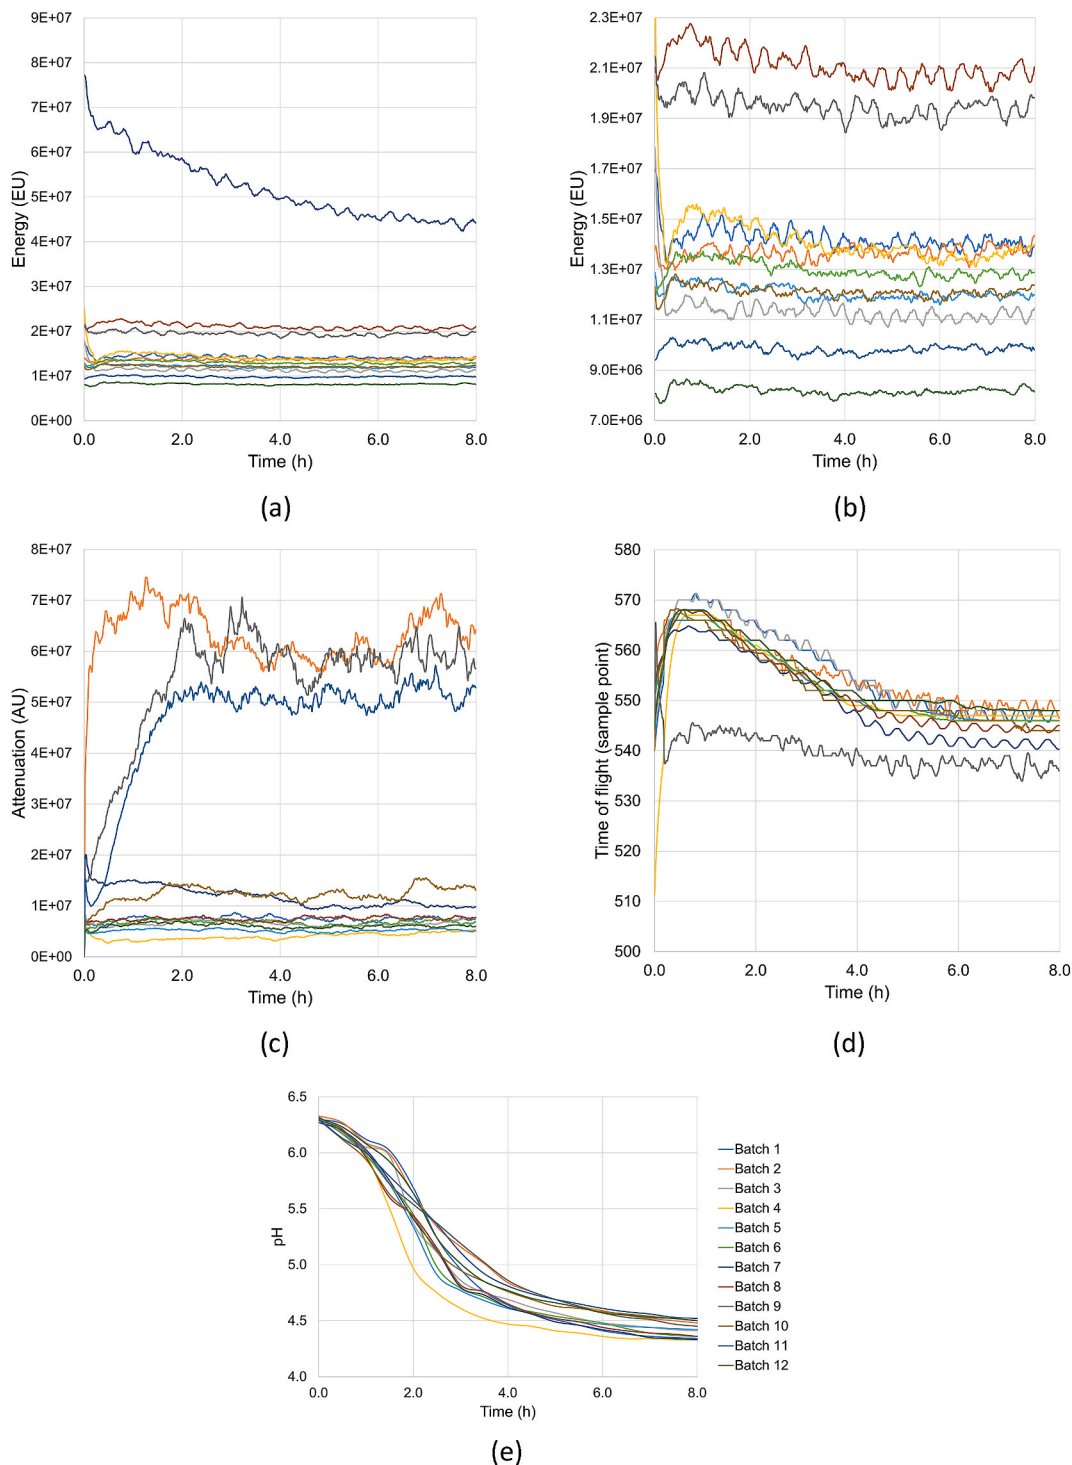 9E+07
8E+07
7E+07
6E+07
5E+07
4E+07
3E+07
2E+07
1E+07
0E+00
Energy (EU)
0.0 2.0 4.0 6.0 8.0
Time (h)
(a)
2.3E+07
2.1E+07
1.9E+07
1.7E+07
1.5E+07
1.3E+07
1.1E+07
9.0E+06
7.0E+06
Energy (EU)
0.0 2.0 4.0 6.0 8.0
Time (h)
(b)
8E+07
7E+07
6E+07
5E+07
4E+07
3E+07
2E+07
1E+07
0E+00
Attenuation (AU)
0.0 2.0 4.0 6.0 8.0
Time (h)
(c)
580
570
560
550
540
530
520
510
500
Time of flight (sample point)
0.0 2.0 4.0 6.0 8.0
Time (h)
(d)
6.5
6.0
5.5
5.0
4.5
4.0
pH
0.0 2.0 4.0 6.0 8.0
Time (h)
Batch 1
Batch 2
Batch 3
Batch 4
Batch 5
Batch 6
Batch 7
Batch 8
Batch 9
Batch 10
Batch 11
Batch 12
(e)